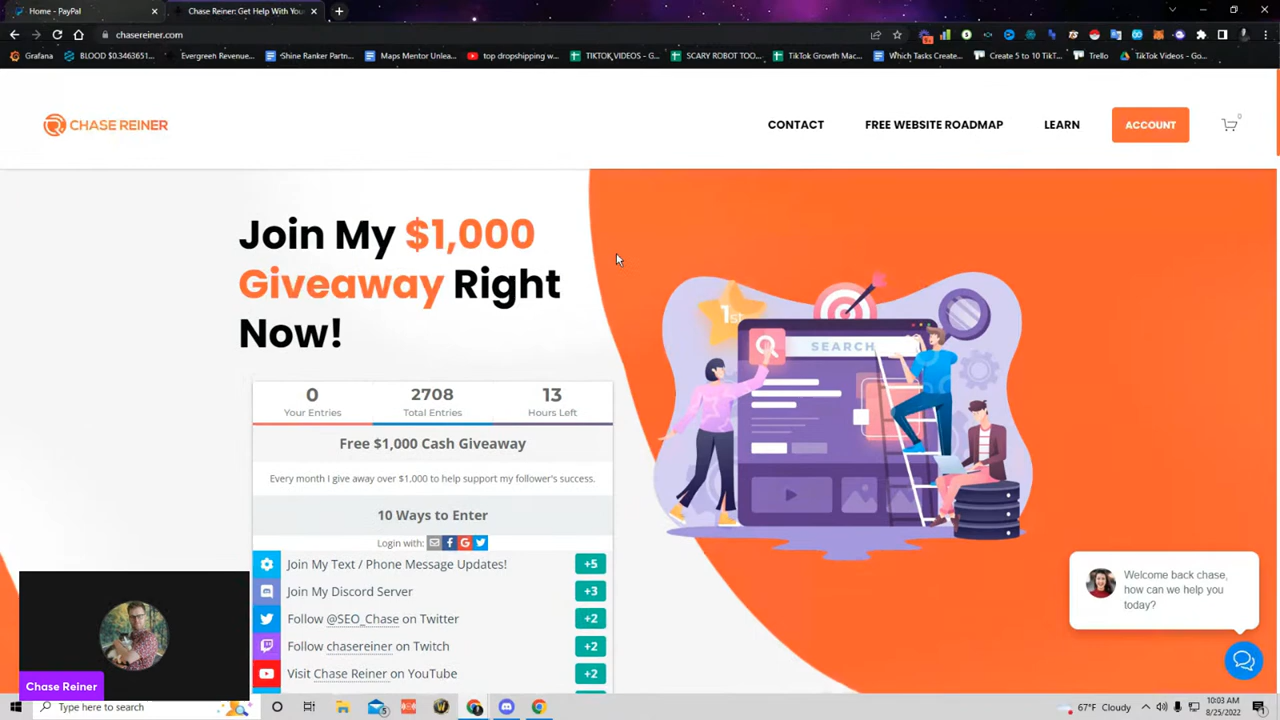 Home - PayPal
Chase Reiner: Get Help With You
chasereiner.com
Grafana
BLOOD $0.3463651...
Evergreen Revenue...
Shine Ranker Partn...
Maps Mentor Unlea...
top dropshipping w...
TIKTOK VIDEOS - G...
SCARY ROBOT TOO...
TikTok Growth Mac...
Which Tasks Create...
Create 5 to 10 TikT...
Trello
TikTok Videos - Go...
CHASE REINER
CONTACT
FREE WEBSITE ROADMAP
LEARN
ACCOUNT
0
Join My $1,000
Giveaway Right
Now!
1st
SEARCH
0
2708
13
Your Entries
Total Entries
Hours Left
Free $1,000 Cash Giveaway
Every month I give away over $1,000 to help support my follower's success.
10 Ways to Enter
Login with:
Join My Text / Phone Message Updates!
+5
Join My Discord Server
+3
Follow @SEO_Chase on Twitter
+2
Follow chasereiner on Twitch
+2
Visit Chase Reiner on YouTube
+2
Welcome back chase,
how can we help you
today?
Chase Reiner
Type here to search
67°F Cloudy
10:03 AM
8/25/2022